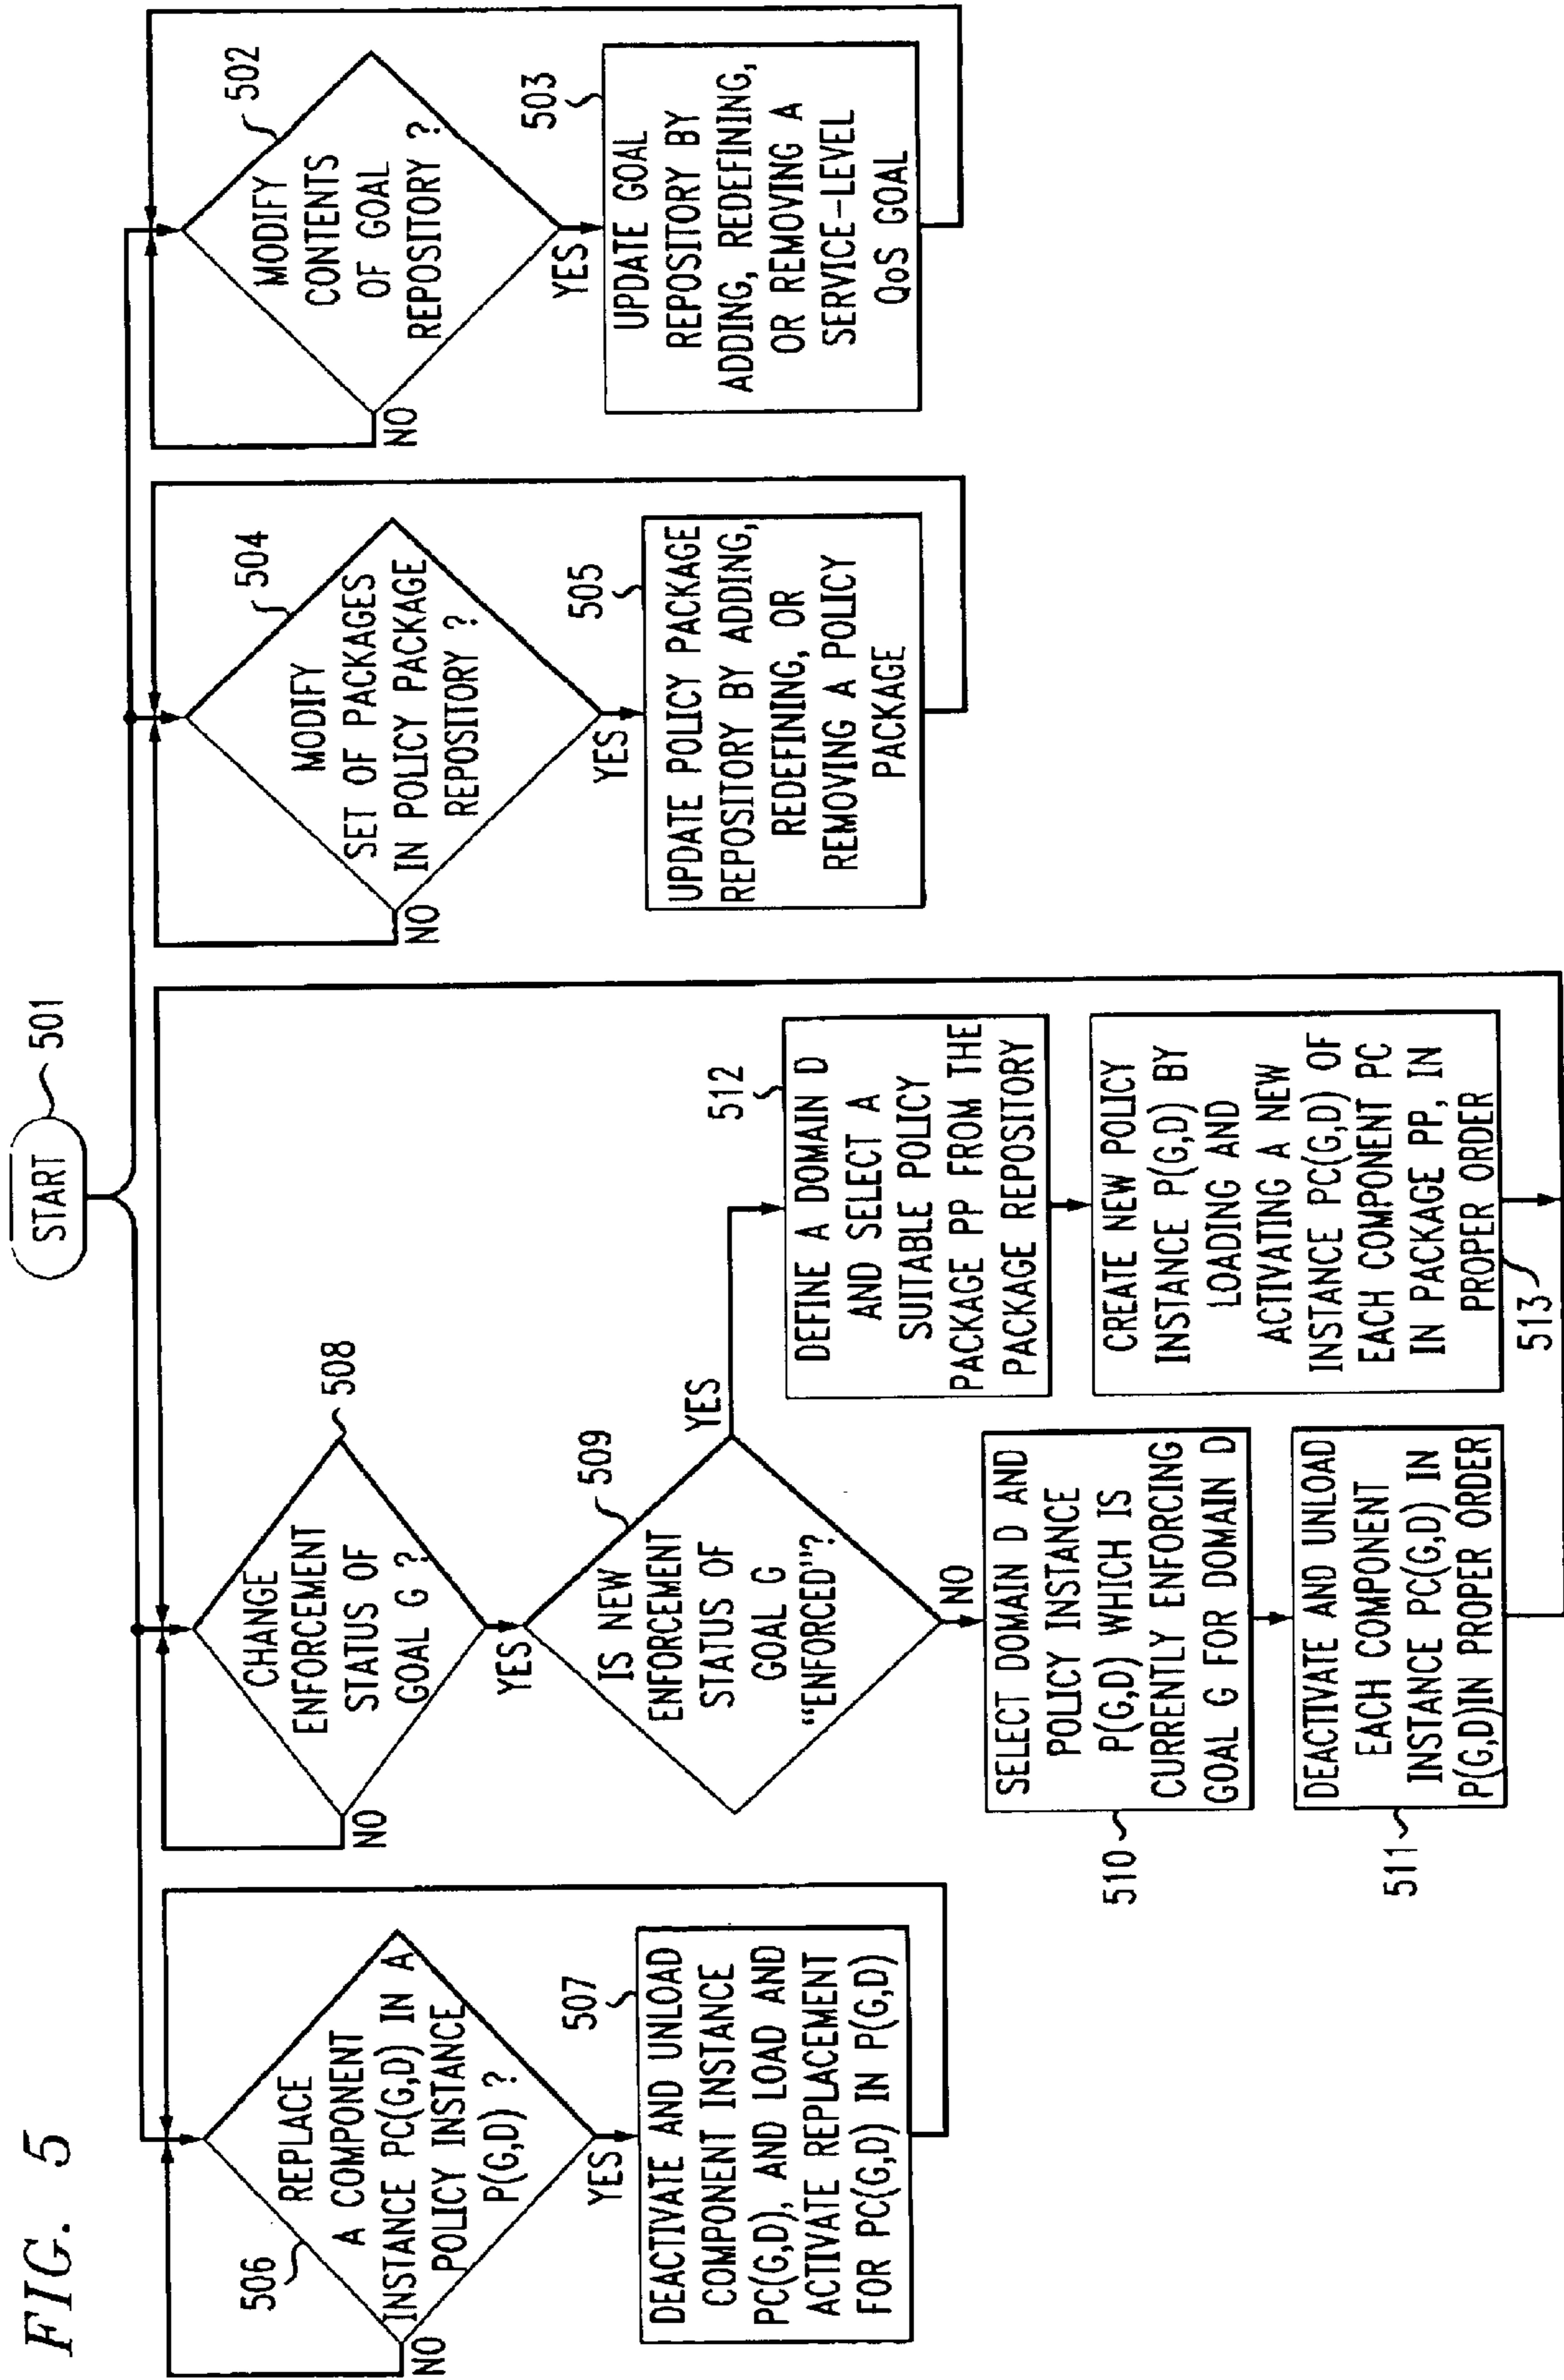 FIG. 5
START
501
506
REPLACE
A COMPONENT
INSTANCE PC(G,D) IN A
POLICY INSTANCE
P(G,D) ?
NO
YES
507
DEACTIVATE AND UNLOAD
COMPONENT INSTANCE
PC(G,D), AND LOAD AND
ACTIVATE REPLACEMENT
FOR PC(G,D) IN P(G,D)
508
CHANGE
ENFORCEMENT
STATUS OF
GOAL G ?
NO
YES
509
IS NEW
ENFORCEMENT
STATUS OF
GOAL G
“ENFORCED”?
YES
NO
510
SELECT DOMAIN D AND
POLICY INSTANCE
P(G,D) WHICH IS
CURRENTLY ENFORCING
GOAL G FOR DOMAIN D
511
DEACTIVATE AND UNLOAD
EACH COMPONENT
INSTANCE PC(G,D) IN
P(G,D)IN PROPER ORDER
512
DEFINE A DOMAIN D
AND SELECT A
SUITABLE POLICY
PACKAGE PP FROM THE
PACKAGE REPOSITORY
CREATE NEW POLICY
INSTANCE P(G,D) BY
LOADING AND
ACTIVATING A NEW
INSTANCE PC(G,D) OF
EACH COMPONENT PC
IN PACKAGE PP, IN
PROPER ORDER
513
504
MODIFY
SET OF PACKAGES
IN POLICY PACKAGE
REPOSITORY ?
NO
YES
505
UPDATE POLICY PACKAGE
REPOSITORY BY ADDING,
REDEFINING, OR
REMOVING A POLICY
PACKAGE
502
MODIFY
CONTENTS
OF GOAL
REPOSITORY ?
NO
YES
503
UPDATE GOAL
REPOSITORY BY
ADDING, REDEFINING,
OR REMOVING A
SERVICE-LEVEL
QoS GOAL